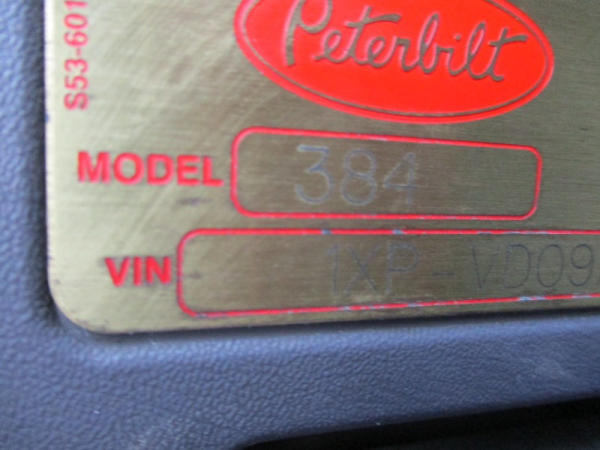 S53-601
Peterbilt
MODEL 384
VIN 1XP-VD09